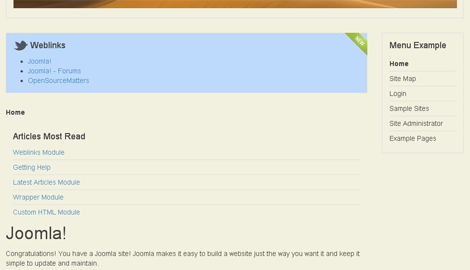 Weblinks
NEW
Joomla!
Joomla! - Forums
OpenSourceMatters
Home
Articles Most Read
Weblinks Module
Getting Help
Latest Articles Module
Wrapper Module
Custom HTML Module
Joomla!
Congratulations! You have a Joomla site! Joomla makes it easy to build a website just the way you want it and keep it
simple to update and maintain.
Menu Example
Home
Site Map
Login
Sample Sites
Site Administrator
Example Pages